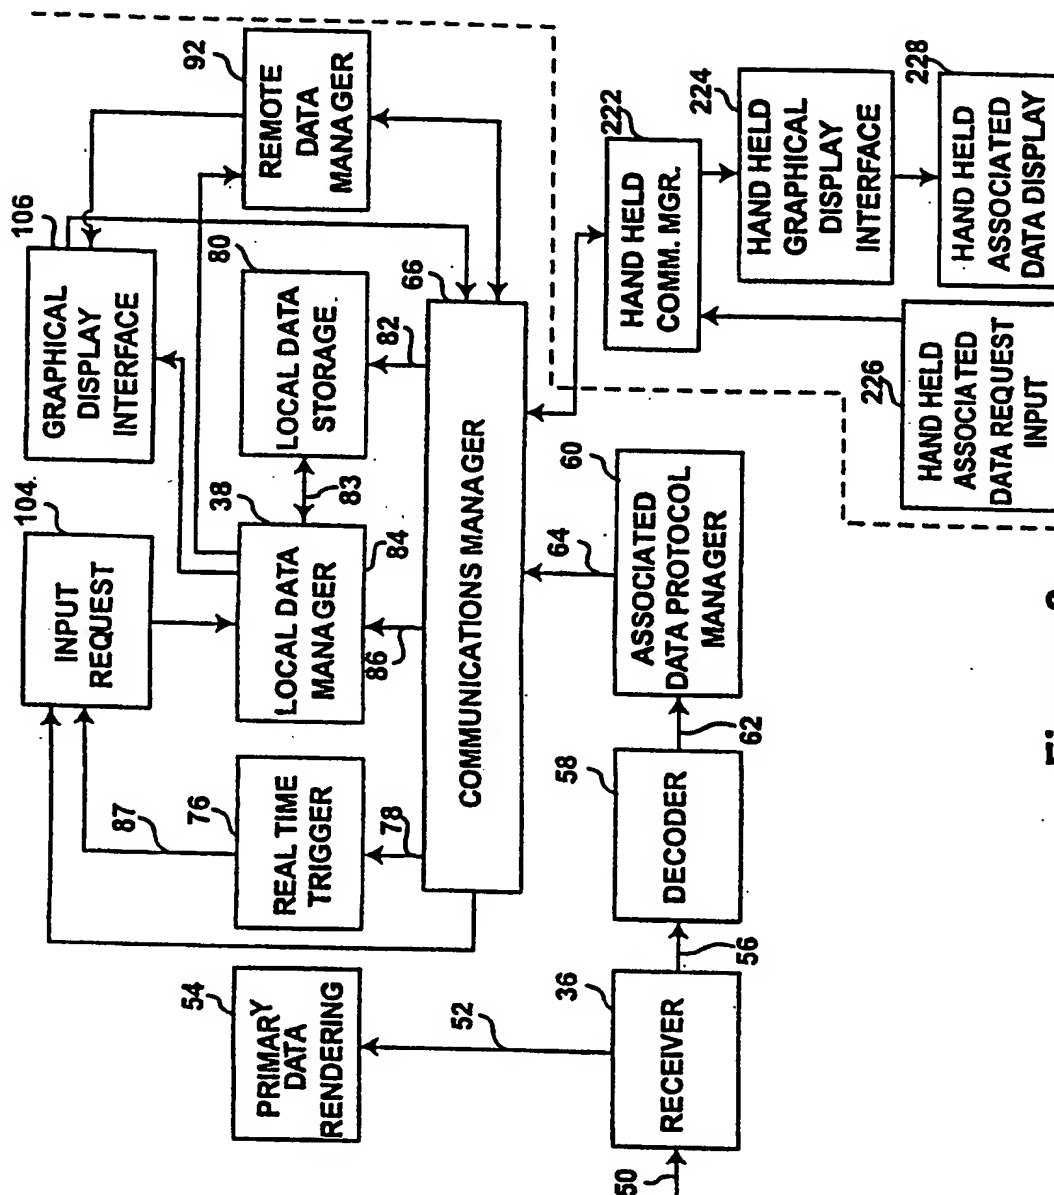 104.
INPUT
REQUEST
106
GRAPHICAL
DISPLAY
INTERFACE
92
REMOTE
DATA
MANAGER
87
76
REAL TIME
TRIGGER
78
38
LOCAL DATA
MANAGER
84
86
83
80
LOCAL DATA
STORAGE.
82
66
COMMUNICATIONS MANAGER
54
PRIMARY
DATA
RENDERING
52
50
36
RECEIVER
56
58
DECODER
62
60
ASSOCIATED
DATA PROTOCOL
MANAGER
64
222
HAND HELD
COMM. MGR.
224
HAND HELD
GRAPHICAL
DISPLAY
INTERFACE
226
HAND HELD
ASSOCIATED
DATA REQUEST
INPUT
228
HAND HELD
ASSOCIATED
DATA DISPLAY